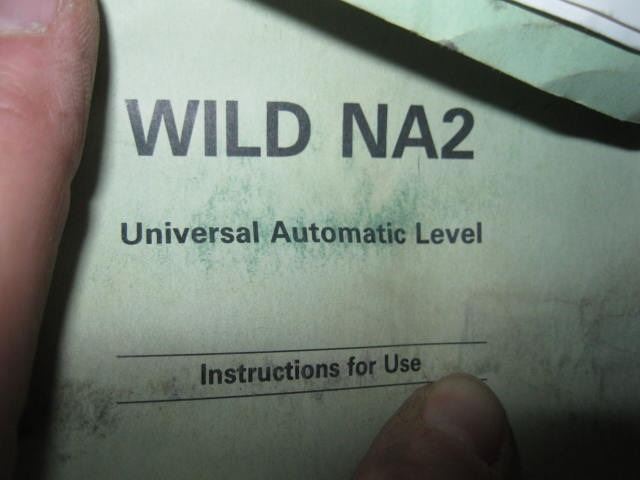 WILD NA2
Universal Automatic Level
Instructions for Use